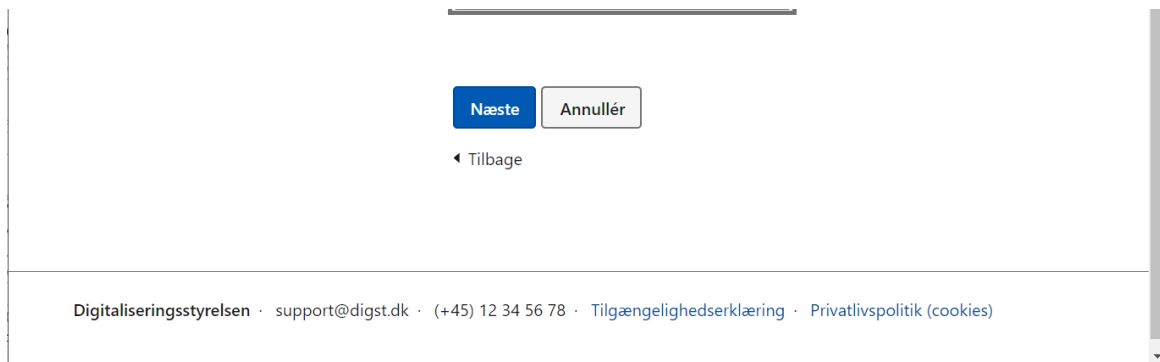 Næste Annullér
Tilbage
Digitaliseringsstyrelsen · support@digst.dk · (+45) 12 34 56 78 · Tilgængelighedserklæring · Privatlivspolitik (cookies)